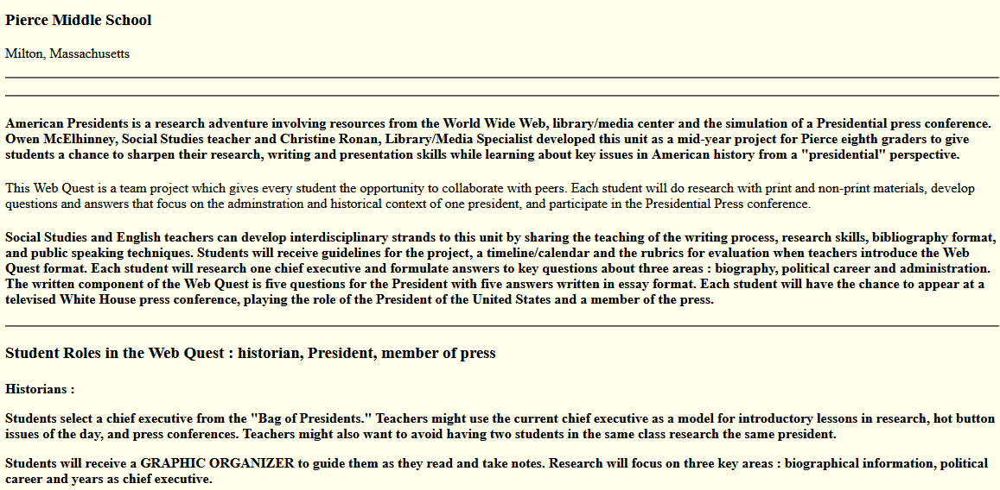 Pierce Middle School
Milton, Massachusetts
American Presidents is a research adventure involving resources from the World Wide Web, library/media center and the simulation of a Presidential press conference.
Owen McElhinney, Social Studies teacher and Christine Ronan, Library/Media Specialist developed this unit as a mid-year project for Pierce eighth graders to give
students a chance to sharpen their research, writing and presentation skills while learning about key issues in American history from a "presidential" perspective.
This Web Quest is a team project which gives every student the opportunity to collaborate with peers. Each student will do research with print and non-print materials, develop
questions and answers that focus on the adminstration and historical context of one president, and participate in the Presidential Press conference.
Social Studies and English teachers can develop interdisciplinary strands to this unit by sharing the teaching of the writing process, research skills, bibliography format,
and public speaking techniques. Students will receive guidelines for the project, a timeline/calendar and the rubrics for evaluation when teachers introduce the Web
Quest format. Each student will research one chief executive and formulate answers to key questions about three areas : biography, political career and administration.
The written component of the Web Quest is five questions for the President with five answers written in essay format. Each student will have the chance to appear at a
televised White House press conference, playing the role of the President of the United States and a member of the press.
Student Roles in the Web Quest : historian, President, member of press
Historians :
Students select a chief executive from the "Bag of Presidents." Teachers might use the current chief executive as a model for introductory lessons in research, hot button
issues of the day, and press conferences. Teachers might also want to avoid having two students in the same class research the same president.
Students will receive a GRAPHIC ORGANIZER to guide them as they read and take notes. Research will focus on three key areas : biographical information, political
career and years as chief executive.